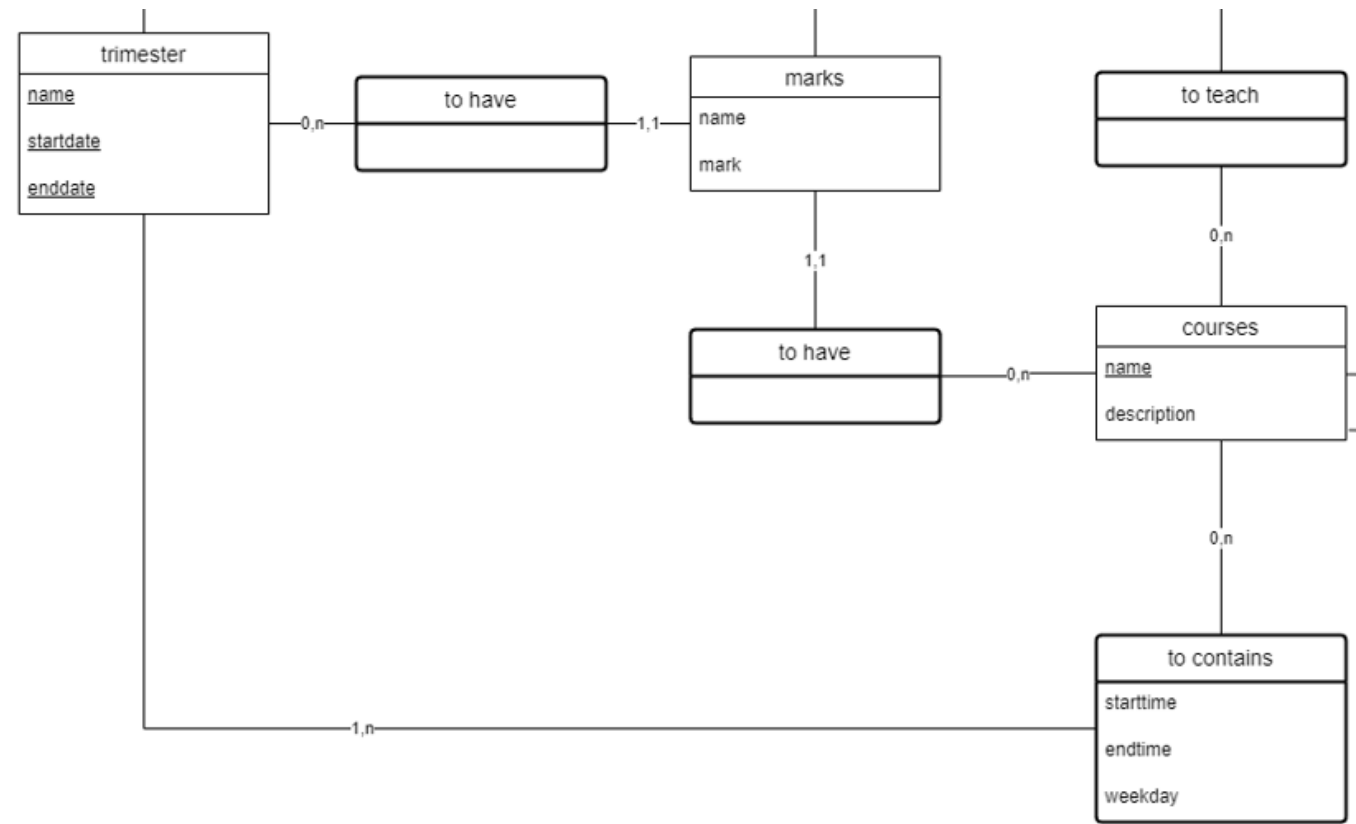 trimester
name
startdate
enddate
0,n
to have
1,1
marks
name
mark
to teach
0,n
1,1
to have
0,n
courses
name
description
0,n
to contains
starttime
endtime
weekday
1,n